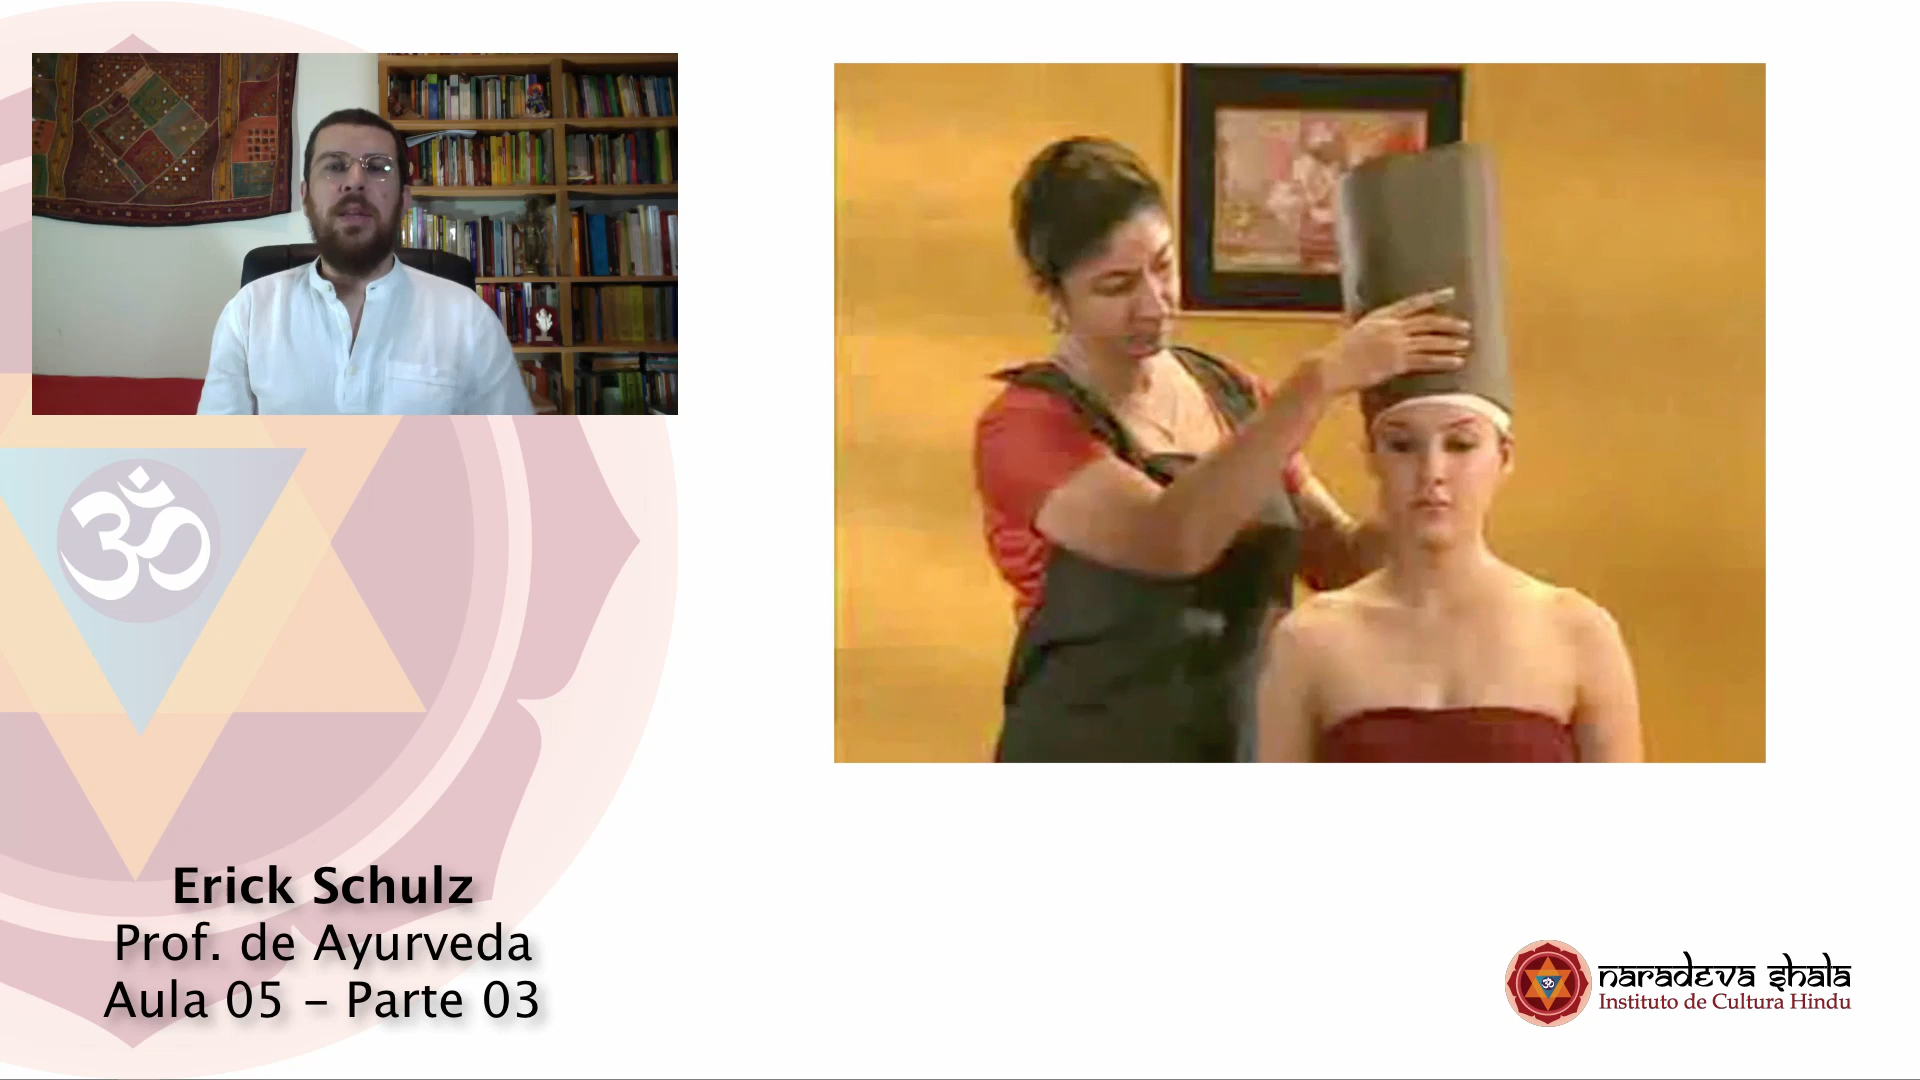 ॐ
Erick Schulz
Prof. de Ayurveda
Aula 05 – Parte 03
ॐ
naradeva shala
Instituto de Cultura Hindu